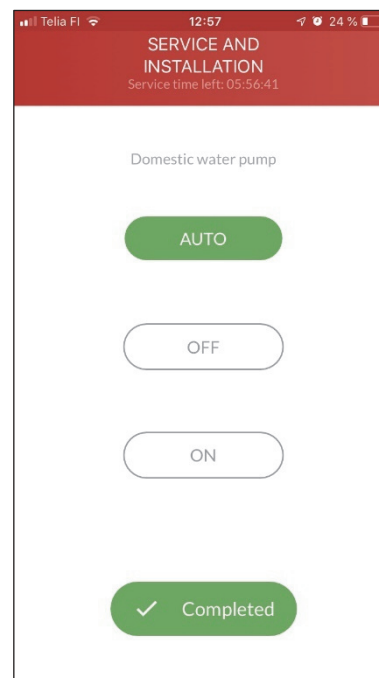 Telia FI 12:57 24 %
SERVICE AND
INSTALLATION
Service time left: 05:56:41
Domestic water pump
AUTO
OFF
ON
Completed